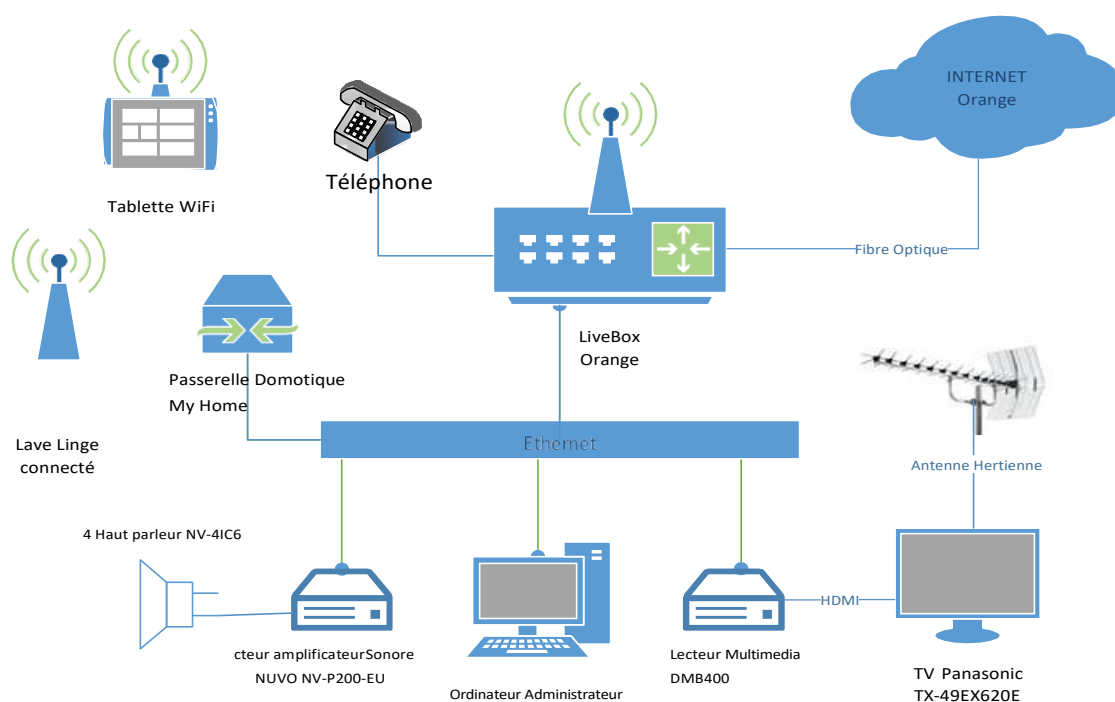 INTERNET
Orange
Téléphone
Tablette WiFi
Fibre Optique
LiveBox
Orange
Passerelle Domotique
My Home
Lave Linge
connecté
Ethernet
Antenne Hertienne
4 Haut parleur NV-4IC6
HDMI
cteur amplificateurSonore
NUVO NV-P200-EU
Ordinateur Administrateur
Lecteur Multimedia
DMB400
TV Panasonic
TX-49EX620E